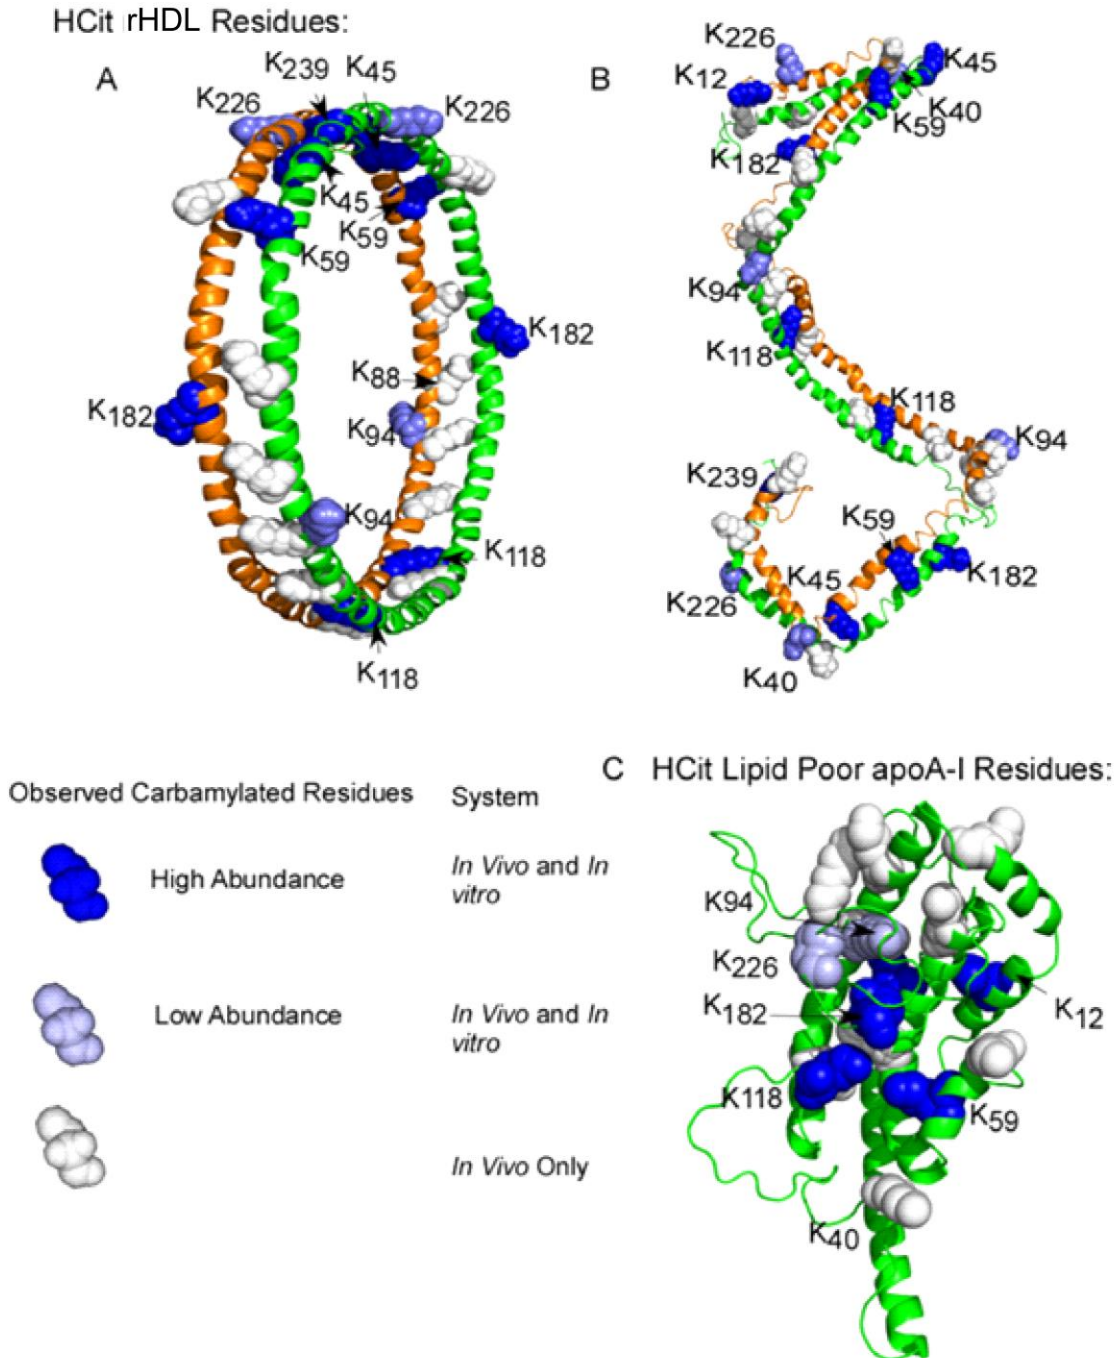 HCit rHDL Residues:
A
K239
K45
K226
K226
K45
K59
K59
K182
K88
K182
K94
K94
K118
K118
B
K226
K45
K12
K40
K59
K182
K94
K118
K118
K94
K239
K59
K45
K182
K226
K40
Observed Carbamylated Residues
System
High Abundance
In Vivo and In
vitro
Low Abundance
In Vivo and In
vitro
In Vivo Only
C HCit Lipid Poor apoA-I Residues:
K94
K226
K182
K12
K118
K59
K40